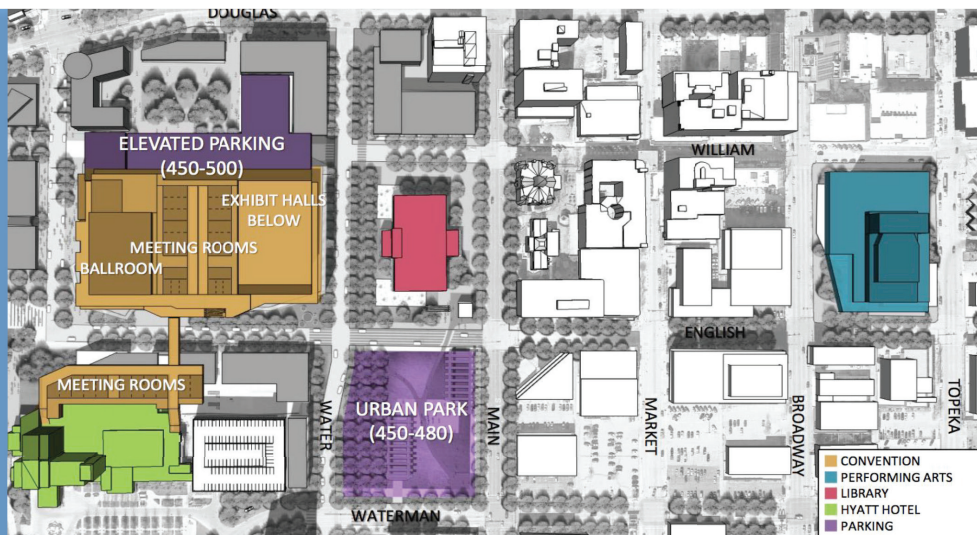 DOUGLAS
ELEVATED PARKING
(450-500)
WILLIAM
EXHIBIT HALLS
BELOW
MEETING ROOMS
BALLROOM
ENGLISH
MEETING ROOMS
WATER
URBAN PARK
(450-480)
MAIN
MARKET
BROADWAY
TOPEKA
WATERMAN
CONVENTION
PERFORMING ARTS
LIBRARY
HYATT HOTEL
PARKING